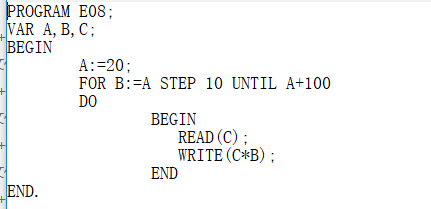 PROGRAM E08;
VAR A,B,C;
BEGIN
A:=20;
FOR B:=A STEP 10 UNTIL A+100
DO
BEGIN
READ(C);
WRITE(C*B);
END
END.